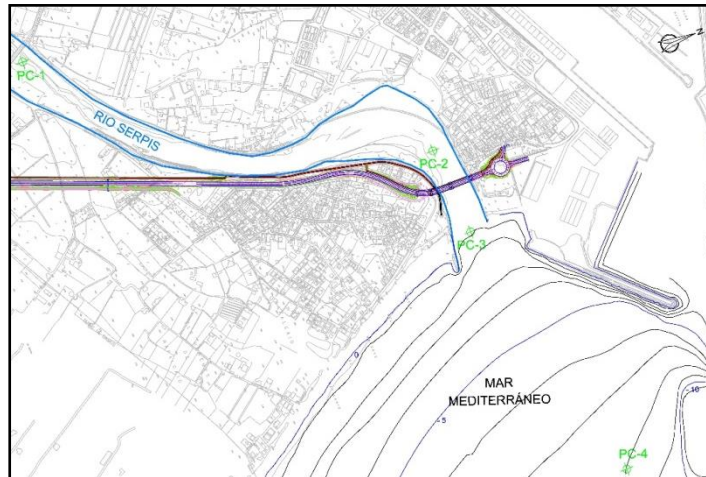 N
PC-1
RIO SERPIS
PC-2
PC-3
0
MAR
MEDITERRÁNEO
-5
-10
PC-4